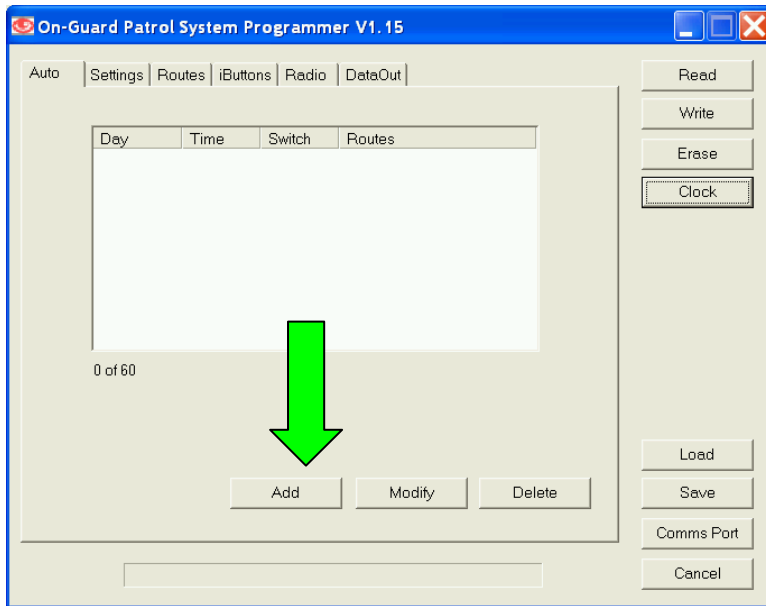 On-Guard Patrol System Programmer V1.15
Auto Settings Routes iButtons Radio DataOut
Day Time Switch Routes
0 of 60
Add Modify Delete
Read
Write
Erase
Clock
Load
Save
Comms Port
Cancel